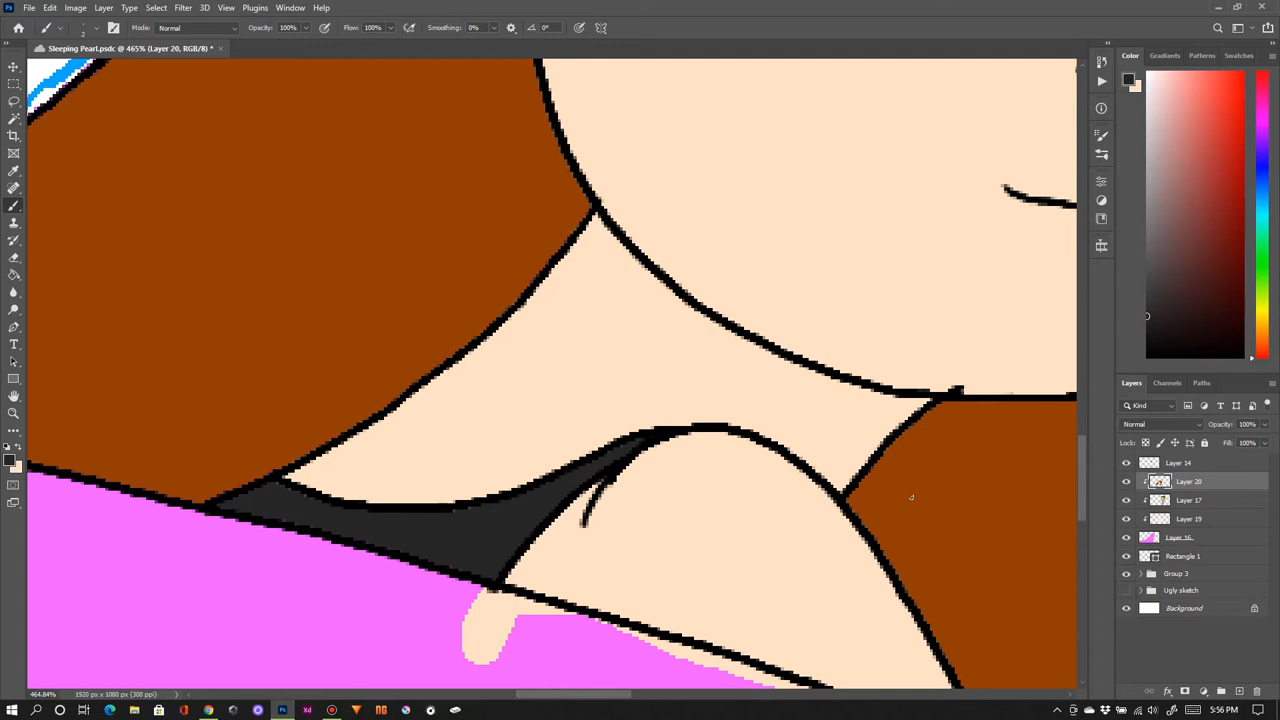 File Edit Image Layer Type Select Filter 3D View Plugins Window Help
2 Mode: Normal Opacity: 100% Flow: 100% Smoothing: 0% 0°
Sleeping Pearl.psdc @ 465% (Layer 20, RGB/8) *
Color Gradients Patterns Swatches
Layers Channels Paths
Kind
Normal Opacity: 100%
Lock: Fill: 100%
Layer 14
Layer 20
Layer 17
Layer 19
Layer 16
Rectangle 1
Group 3
Ugly sketch
Background
464.84% 1920 px x 1080 px (300 ppi)
5:56 PM